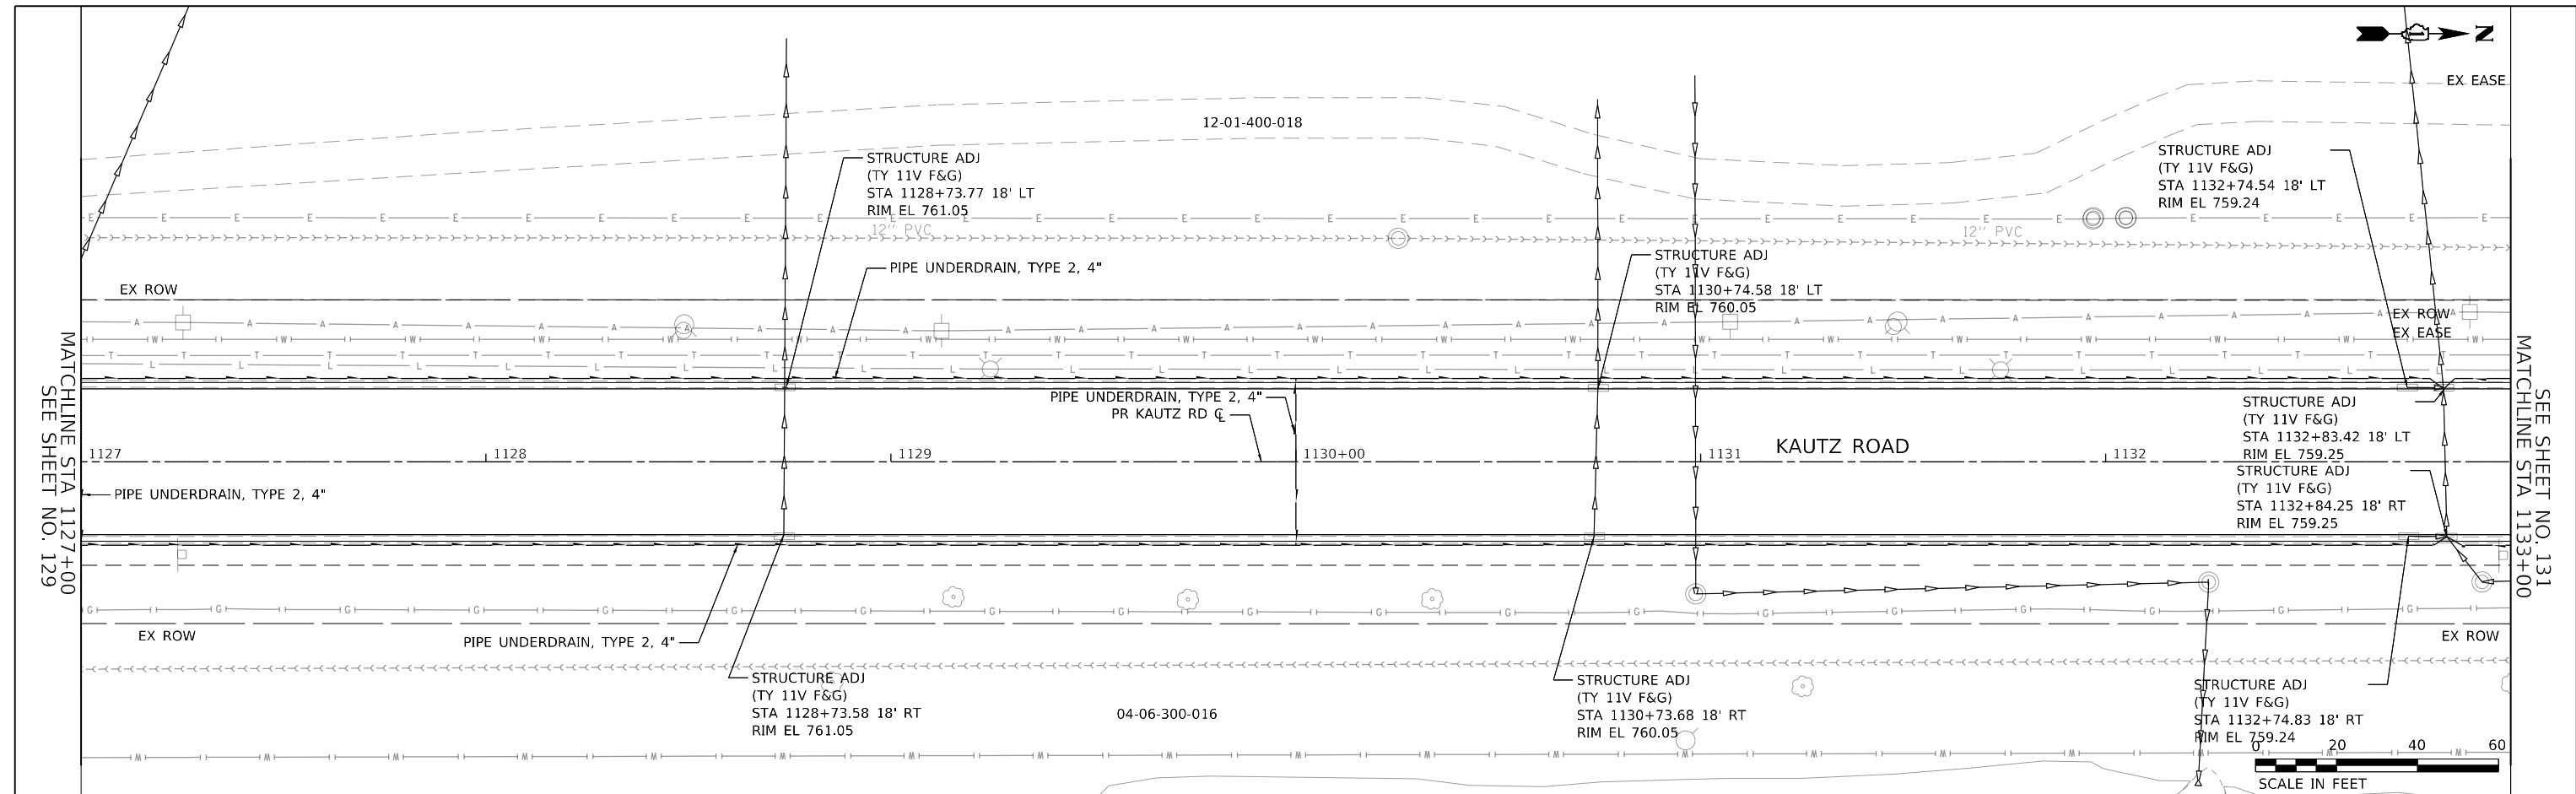 N
EX EASE
12-01-400-018
STRUCTURE ADJ
(TY 11V F&G)
STA 1128+73.77 18' LT
RIM EL 761.05
STRUCTURE ADJ
(TY 11V F&G)
STA 1132+74.54 18' LT
RIM EL 759.24
E E E E E E E E E E E E E E E E E E E E E E E E E E E E E E E E
12" PVC
12" PVC
PIPE UNDERDRAIN, TYPE 2, 4"
STRUCTURE ADJ
(TY 11V F&G)
STA 1130+74.58 18' LT
RIM EL 760.05
EX ROW
EX ROW
EX EASE
PIPE UNDERDRAIN, TYPE 2, 4"
PR KAUTZ RD ℄
STRUCTURE ADJ
(TY 11V F&G)
STA 1132+83.42 18' LT
RIM EL 759.25
KAUTZ ROAD
1127
1128
1129
1130+00
1131
1132
STRUCTURE ADJ
(TY 11V F&G)
STA 1132+84.25 18' RT
RIM EL 759.25
PIPE UNDERDRAIN, TYPE 2, 4"
MATCHLINE STA 1127+00
SEE SHEET NO. 129
SEE SHEET NO. 131
MATCHLINE STA 1133+00
EX ROW
PIPE UNDERDRAIN, TYPE 2, 4"
EX ROW
STRUCTURE ADJ
(TY 11V F&G)
STA 1128+73.58 18' RT
RIM EL 761.05
04-06-300-016
STRUCTURE ADJ
(TY 11V F&G)
STA 1130+73.68 18' RT
RIM EL 760.05
STRUCTURE ADJ
(TY 11V F&G)
STA 1132+74.83 18' RT
RIM EL 759.24
0 20 40 60
SCALE IN FEET